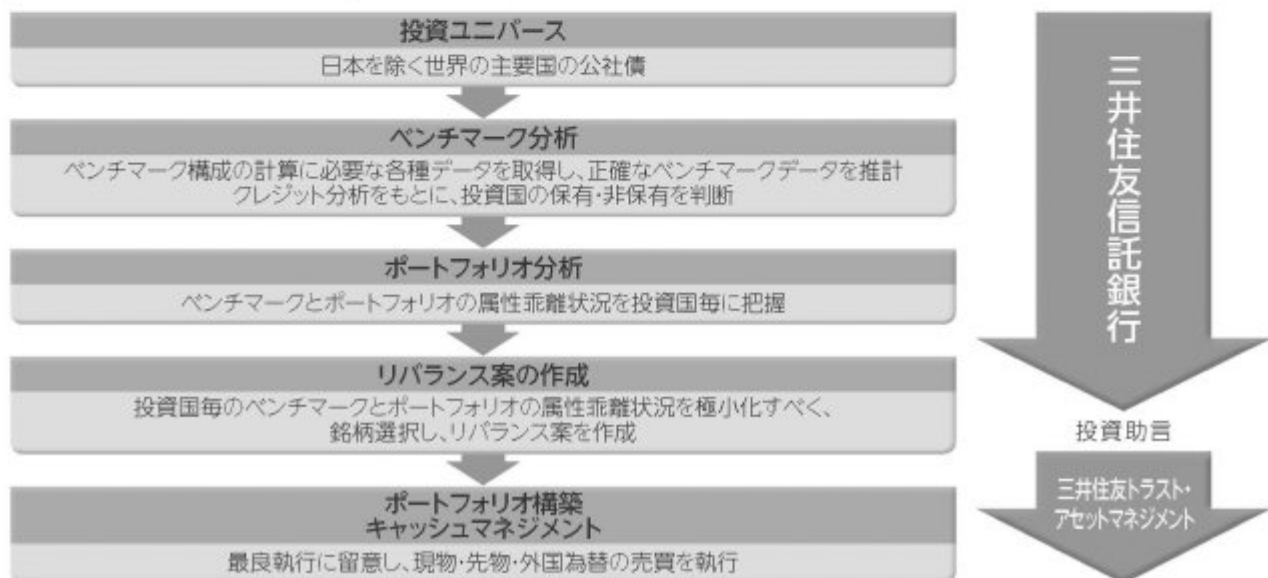 投資ユニバース
日本を除く世界の主要国の公社債
ベンチマーク分析
ベンチマーク構成の計算に必要な各種データを取得し、正確なベンチマークデータを推計
クレジット分析をもとに、投資国の保有・非保有を判断
ポートフォリオ分析
ベンチマークとポートフォリオの属性乖離状況を投資国毎に把握
リバランス案の作成
投資国毎のベンチマークとポートフォリオの属性乖離状況を極小化すべく、
銘柄選択し、リバランス案を作成
ポートフォリオ構築
キャッシュマネジメント
最良執行に留意し、現物・先物・外国為替の売買を執行
三井住友信託銀行
投資助言
三井住友トラスト・
アセットマネジメント